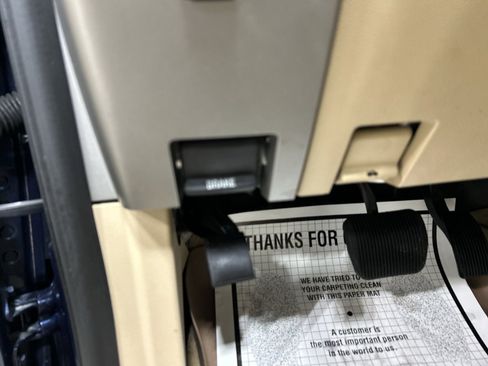 BRAKE
THANKS FOR
WE HAVE TRIED TO
YOUR CARPETING CLEAN
WITH THIS PAPER MAT
A customer is
the most important person
in the world to us.